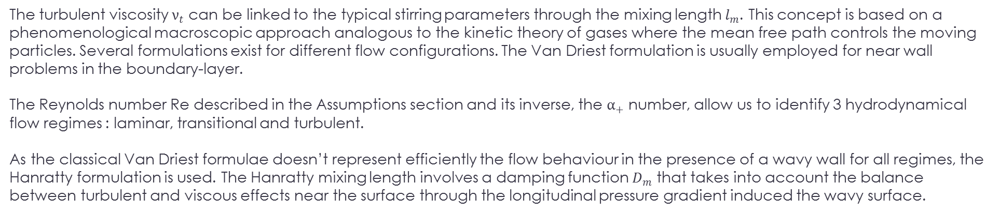 The turbulent viscosity ν_t can be linked to the typical stirring parameters through the mixing length l_m. This concept is based on a
phenomenological macroscopic approach analogous to the kinetic theory of gases where the mean free path controls the moving
particles. Several formulations exist for different flow configurations. The Van Driest formulation is usually employed for near wall
problems in the boundary-layer.
The Reynolds number Re described in the Assumptions section and its inverse, the α₊ number, allow us to identify 3 hydrodynamical
flow regimes : laminar, transitional and turbulent.
As the classical Van Driest formulae doesn't represent efficiently the flow behaviour in the presence of a wavy wall for all regimes, the
Hanratty formulation is used. The Hanratty mixing length involves a damping function D_m that takes into account the balance
between turbulent and viscous effects near the surface through the longitudinal pressure gradient induced the wavy surface.